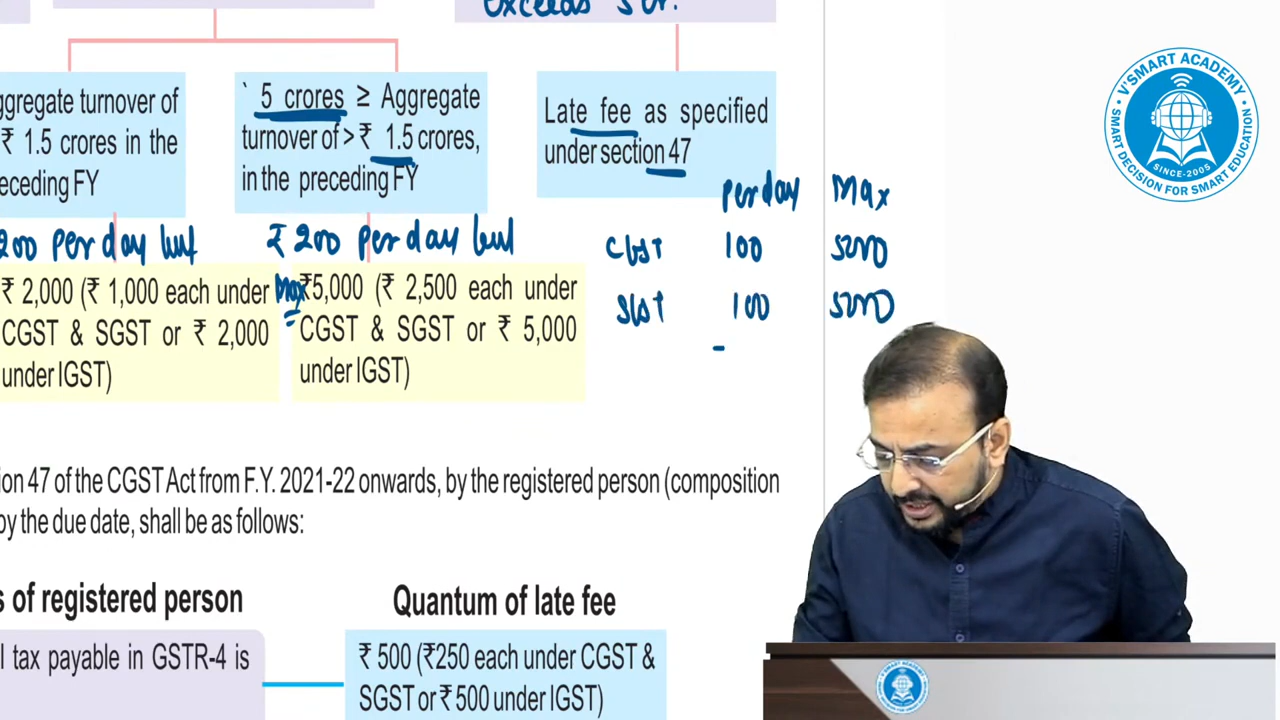 exceeds 5cr.
ggregate turnover of
₹ 1.5 crores in the
eceding FY
` 5 crores ≥ Aggregate
turnover of > ₹ 1.5 crores,
in the preceding FY
Late fee as specified
under section 47
per day Max
200 per day but
₹ 200 per day but
CGST 100 5000
SGST 100 5000
₹ 2,000 (₹ 1,000 each under
CGST & SGST or ₹ 2,000
under IGST)
Max
₹5,000 (₹ 2,500 each under
CGST & SGST or ₹ 5,000
under IGST)
ion 47 of the CGST Act from F.Y. 2021-22 onwards, by the registered person (composition
by the due date, shall be as follows:
s of registered person
Quantum of late fee
l tax payable in GSTR-4 is
₹ 500 (₹250 each under CGST &
SGST or ₹ 500 under IGST)
V'SMART ACADEMY
SINCE-2005
SMART DECISION FOR SMART EDUCATION